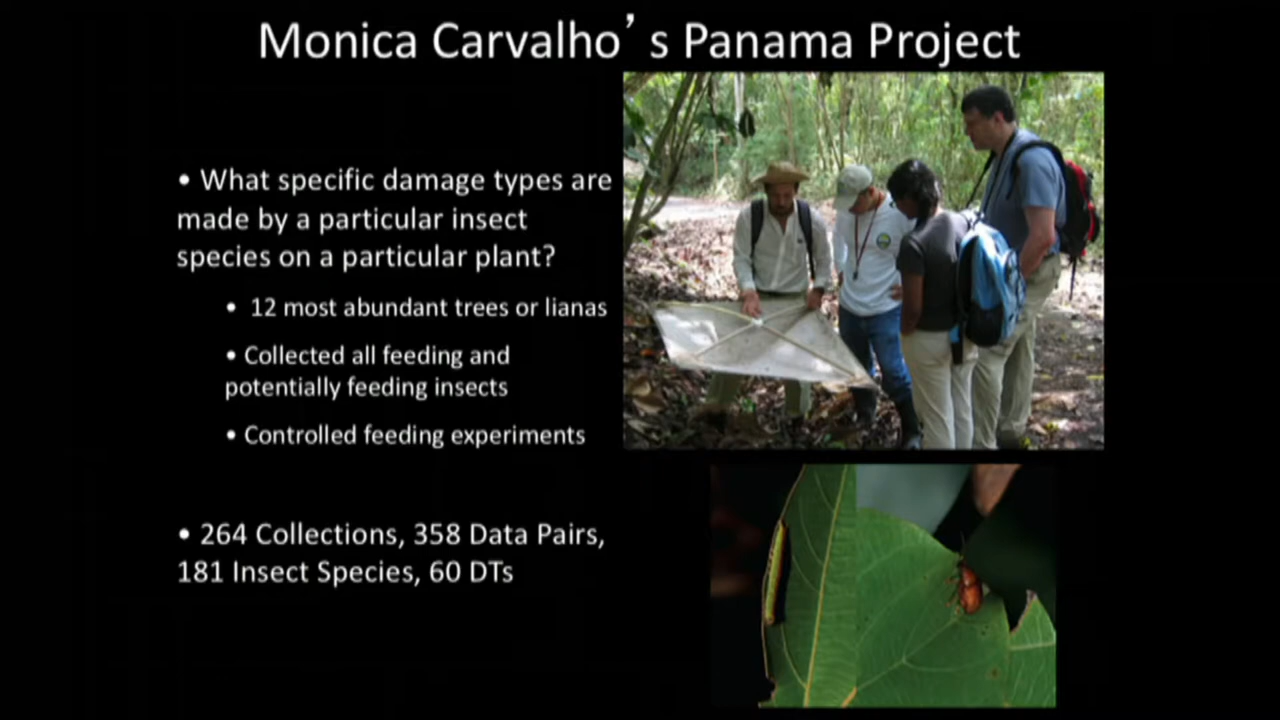 Monica Carvalho’s Panama Project
• What specific damage types are
made by a particular insect
species on a particular plant?
• 12 most abundant trees or lianas
• Collected all feeding and
potentially feeding insects
• Controlled feeding experiments
• 264 Collections, 358 Data Pairs,
181 Insect Species, 60 DTs